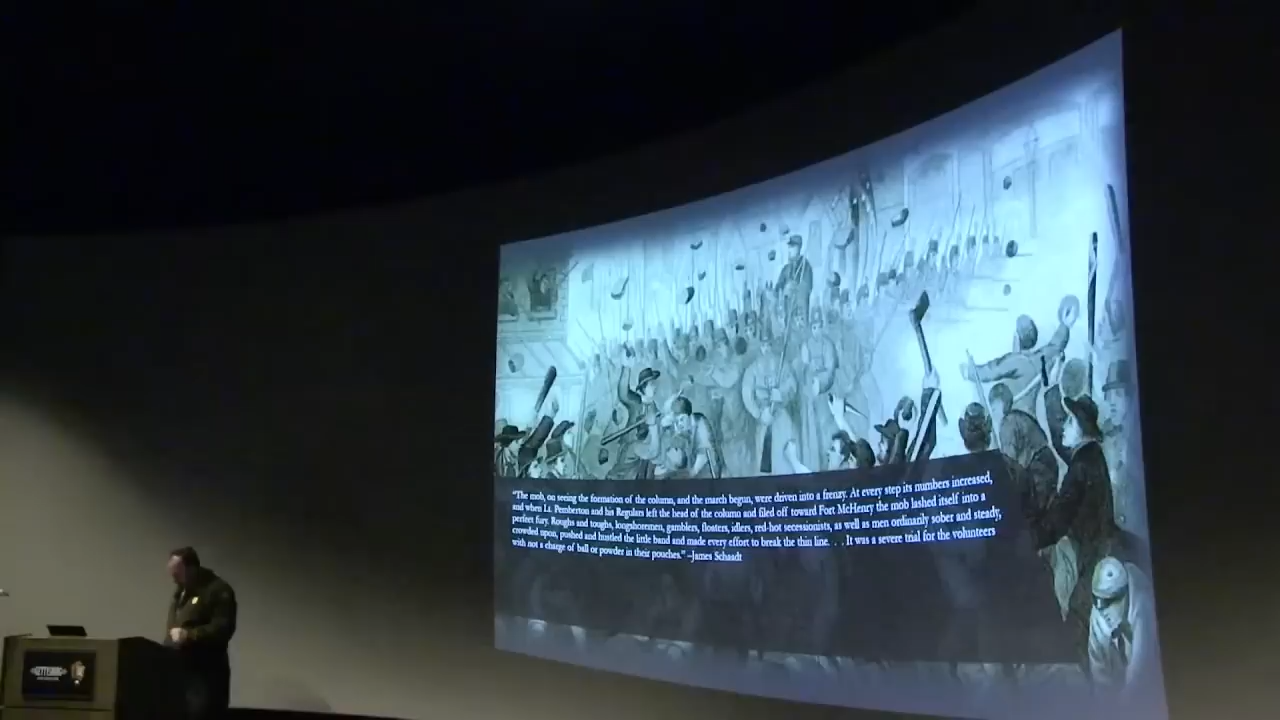 "The mob, on seeing the formation of the column, and the march begun, were driven into a frenzy. At every step its numbers increased,
and when Lt. Pemberton and his Regulars left the head of the column and filed off toward Fort McHenry the mob lashed itself into a
perfect fury. Roughs and toughs, longshoremen, gamblers, floaters, idlers, red-hot secessionists, as well as men ordinarily sober and steady,
crowded upon, pushed and hustled the little band and made every effort to break the thin line. . . . It was a severe trial for the volunteers
with not a charge of ball or powder in their pouches." –James Schaadt
GETTYSBURG